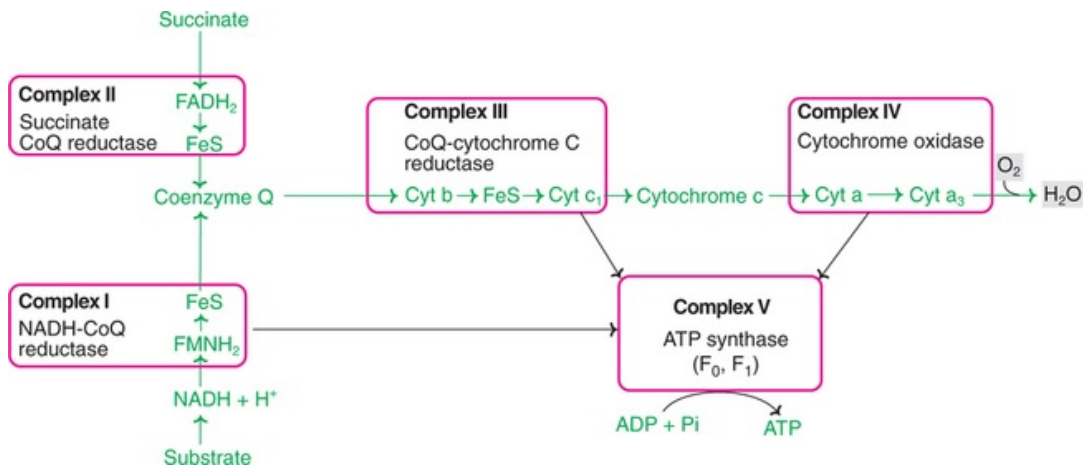 Succinate
Complex II
Succinate
CoQ reductase
FADH₂
FeS
Coenzyme Q
Complex III
CoQ-cytochrome C
reductase
Cyt b
FeS
Cyt c₁
Cytochrome c
Complex IV
Cytochrome oxidase
Cyt a
Cyt a₃
O₂
H₂O
Complex I
NADH-CoQ
reductase
FeS
FMNH₂
NADH + H⁺
Substrate
Complex V
ATP synthase
(F₀, F₁)
ADP + Pi
ATP